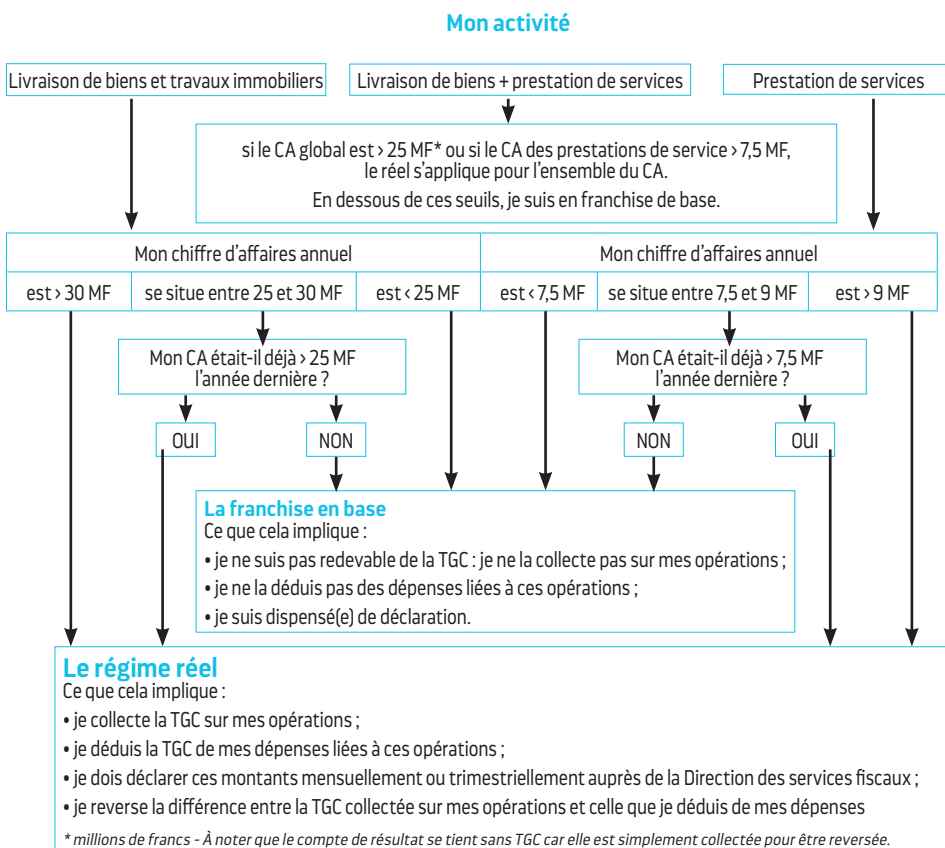 Mon activité
Livraison de biens et travaux immobiliers
Livraison de biens + prestation de services
Prestation de services
si le CA global est > 25 MF* ou si le CA des prestations de service > 7,5 MF,
le réel s'applique pour l'ensemble du CA.
En dessous de ces seuils, je suis en franchise de base.
Mon chiffre d'affaires annuel
Mon chiffre d'affaires annuel
est > 30 MF
se situe entre 25 et 30 MF
est < 25 MF
est < 7,5 MF
se situe entre 7,5 et 9 MF
est > 9 MF
Mon CA était-il déjà > 25 MF
l'année dernière ?
Mon CA était-il déjà > 7,5 MF
l'année dernière ?
OUI
NON
NON
OUI
La franchise en base
Ce que cela implique :
• je ne suis pas redevable de la TGC : je ne la collecte pas sur mes opérations ;
• je ne la déduis pas des dépenses liées à ces opérations ;
• je suis dispensé(e) de déclaration.
Le régime réel
Ce que cela implique :
• je collecte la TGC sur mes opérations ;
• je déduis la TGC de mes dépenses liées à ces opérations ;
• je dois déclarer ces montants mensuellement ou trimestriellement auprès de la Direction des services fiscaux ;
• je reverse la différence entre la TGC collectée sur mes opérations et celle que je déduis de mes dépenses
* millions de francs - À noter que le compte de résultat se tient sans TGC car elle est simplement collectée pour être reversée.